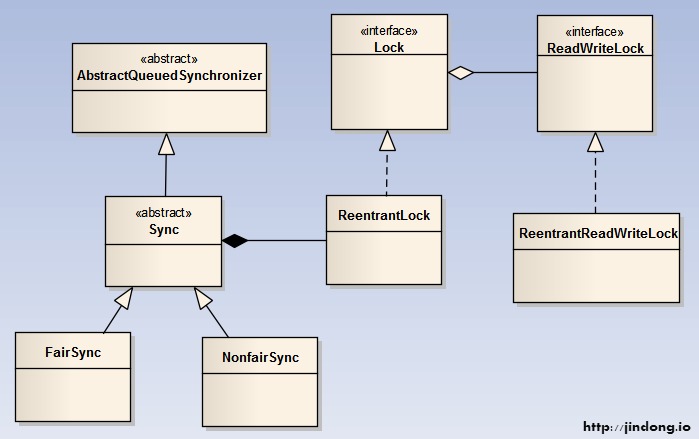 «abstract»
AbstractQueuedSynchronizer
«interface»
Lock
«interface»
ReadWriteLock
«abstract»
Sync
ReentrantLock
ReentrantReadWriteLock
FairSync
NonfairSync
http://jindong.io